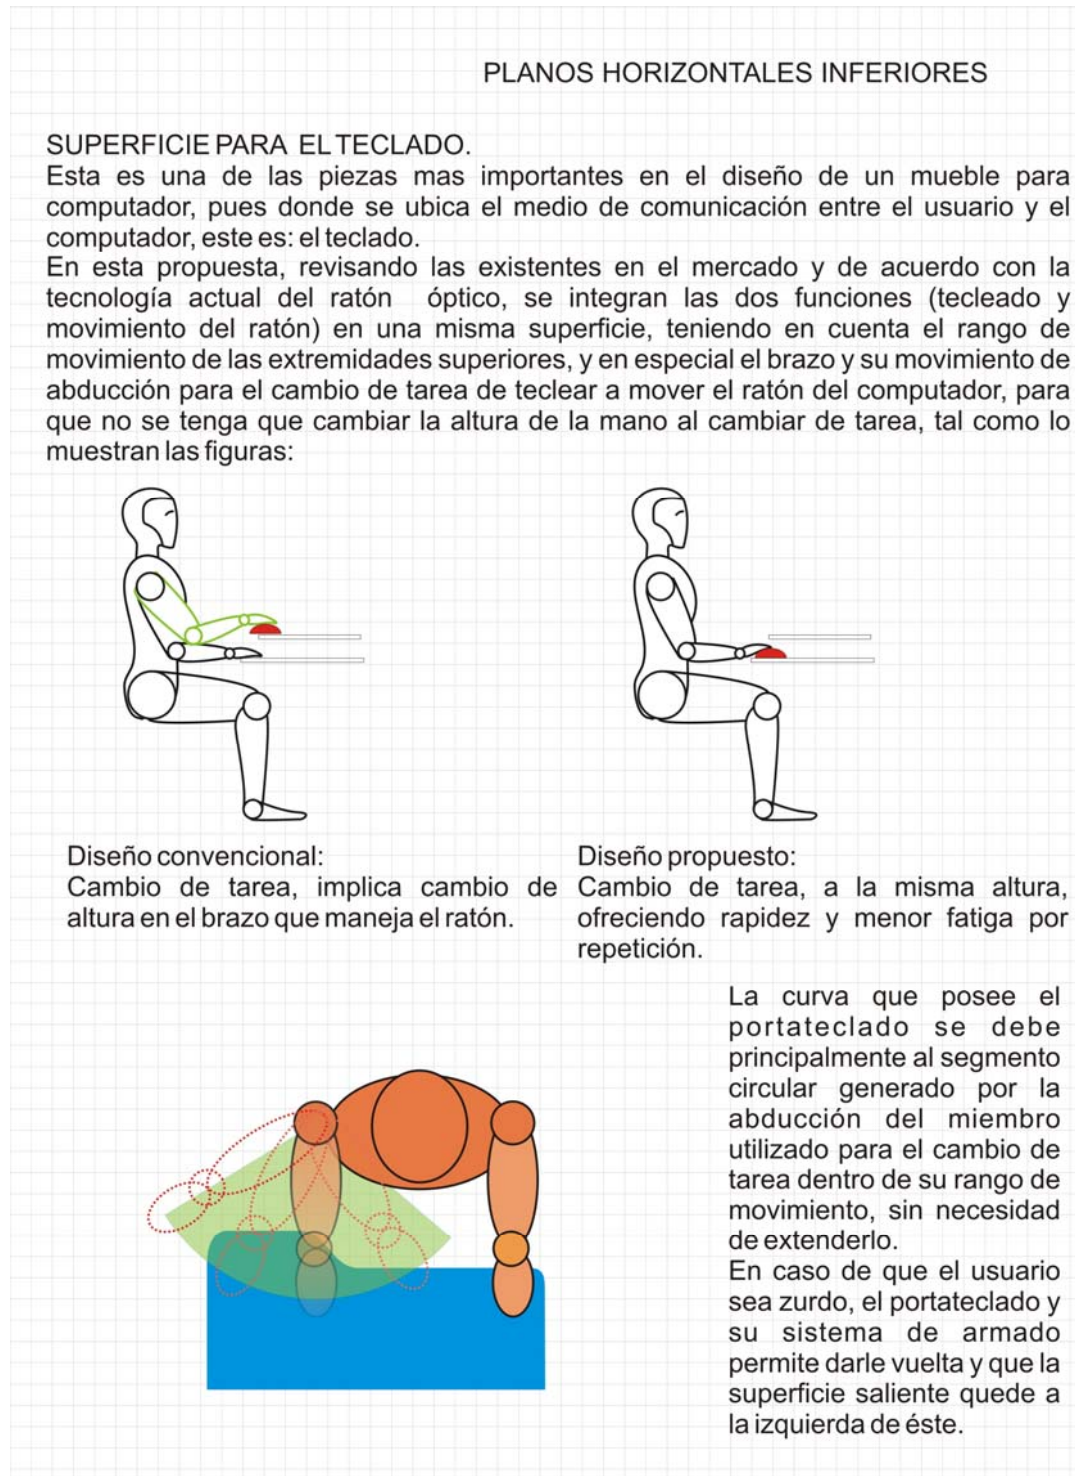 PLANOS HORIZONTALES INFERIORES
SUPERFICIE PARA EL TECLADO.
Esta es una de las piezas mas importantes en el diseño de un mueble para
computador, pues donde se ubica el medio de comunicación entre el usuario y el
computador, este es: el teclado.
En esta propuesta, revisando las existentes en el mercado y de acuerdo con la
tecnología actual del ratón óptico, se integran las dos funciones (tecleado y
movimiento del ratón) en una misma superficie, teniendo en cuenta el rango de
movimiento de las extremidades superiores, y en especial el brazo y su movimiento de
abducción para el cambio de tarea de teclear a mover el ratón del computador, para
que no se tenga que cambiar la altura de la mano al cambiar de tarea, tal como lo
muestran las figuras:
Diseño convencional:
Cambio de tarea, implica cambio de
altura en el brazo que maneja el ratón.
Diseño propuesto:
Cambio de tarea, a la misma altura,
ofreciendo rapidez y menor fatiga por
repetición.
La curva que posee el
portateclado se debe
principalmente al segmento
circular generado por la
abducción del miembro
utilizado para el cambio de
tarea dentro de su rango de
movimiento, sin necesidad
de extenderlo.
En caso de que el usuario
sea zurdo, el portateclado y
su sistema de armado
permite darle vuelta y que la
superficie saliente quede a
la izquierda de éste.